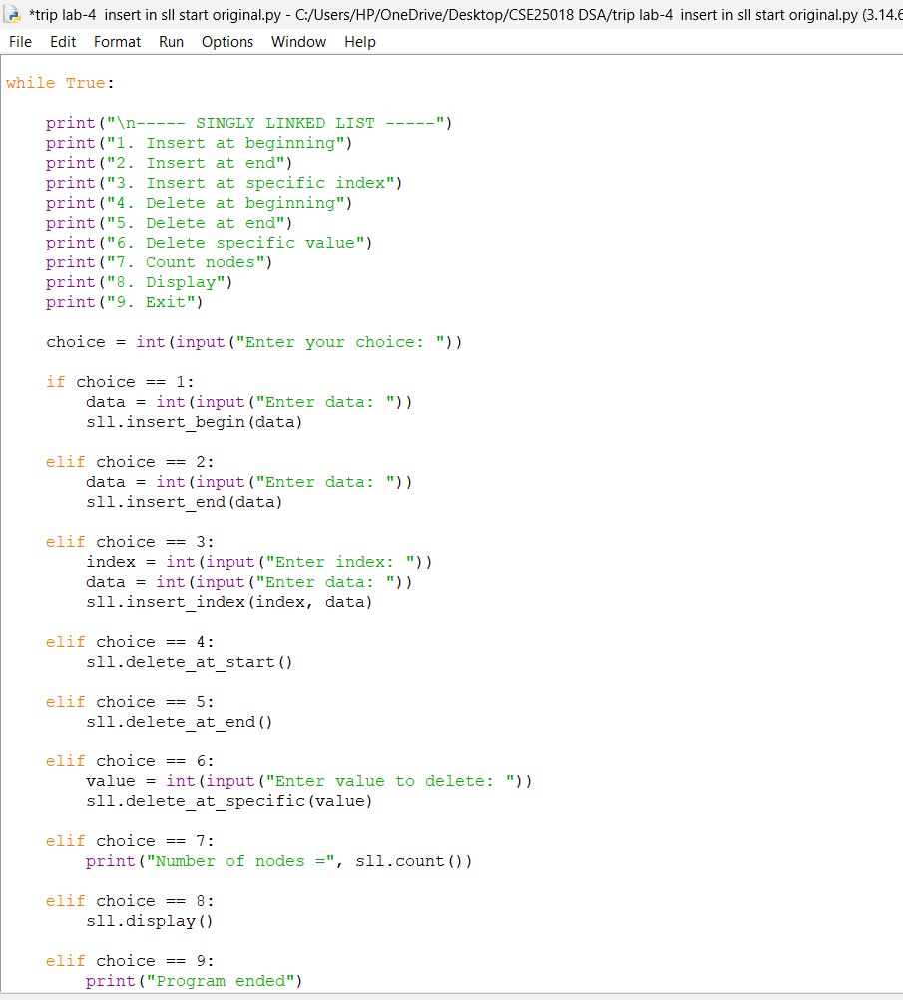 *trip lab-4  insert in sll start original.py - C:/Users/HP/OneDrive/Desktop/CSE25018 DSA/trip lab-4  insert in sll start original.py (3.14.6
File Edit Format Run Options Window Help
while True:
    print("\n----- SINGLY LINKED LIST -----")
    print("1. Insert at beginning")
    print("2. Insert at end")
    print("3. Insert at specific index")
    print("4. Delete at beginning")
    print("5. Delete at end")
    print("6. Delete specific value")
    print("7. Count nodes")
    print("8. Display")
    print("9. Exit")
    choice = int(input("Enter your choice: "))
    if choice == 1:
        data = int(input("Enter data: "))
        sll.insert_begin(data)
    elif choice == 2:
        data = int(input("Enter data: "))
        sll.insert_end(data)
    elif choice == 3:
        index = int(input("Enter index: "))
        data = int(input("Enter data: "))
        sll.insert_index(index, data)
    elif choice == 4:
        sll.delete_at_start()
    elif choice == 5:
        sll.delete_at_end()
    elif choice == 6:
        value = int(input("Enter value to delete: "))
        sll.delete_at_specific(value)
    elif choice == 7:
        print("Number of nodes =", sll.count())
    elif choice == 8:
        sll.display()
    elif choice == 9:
        print("Program ended")